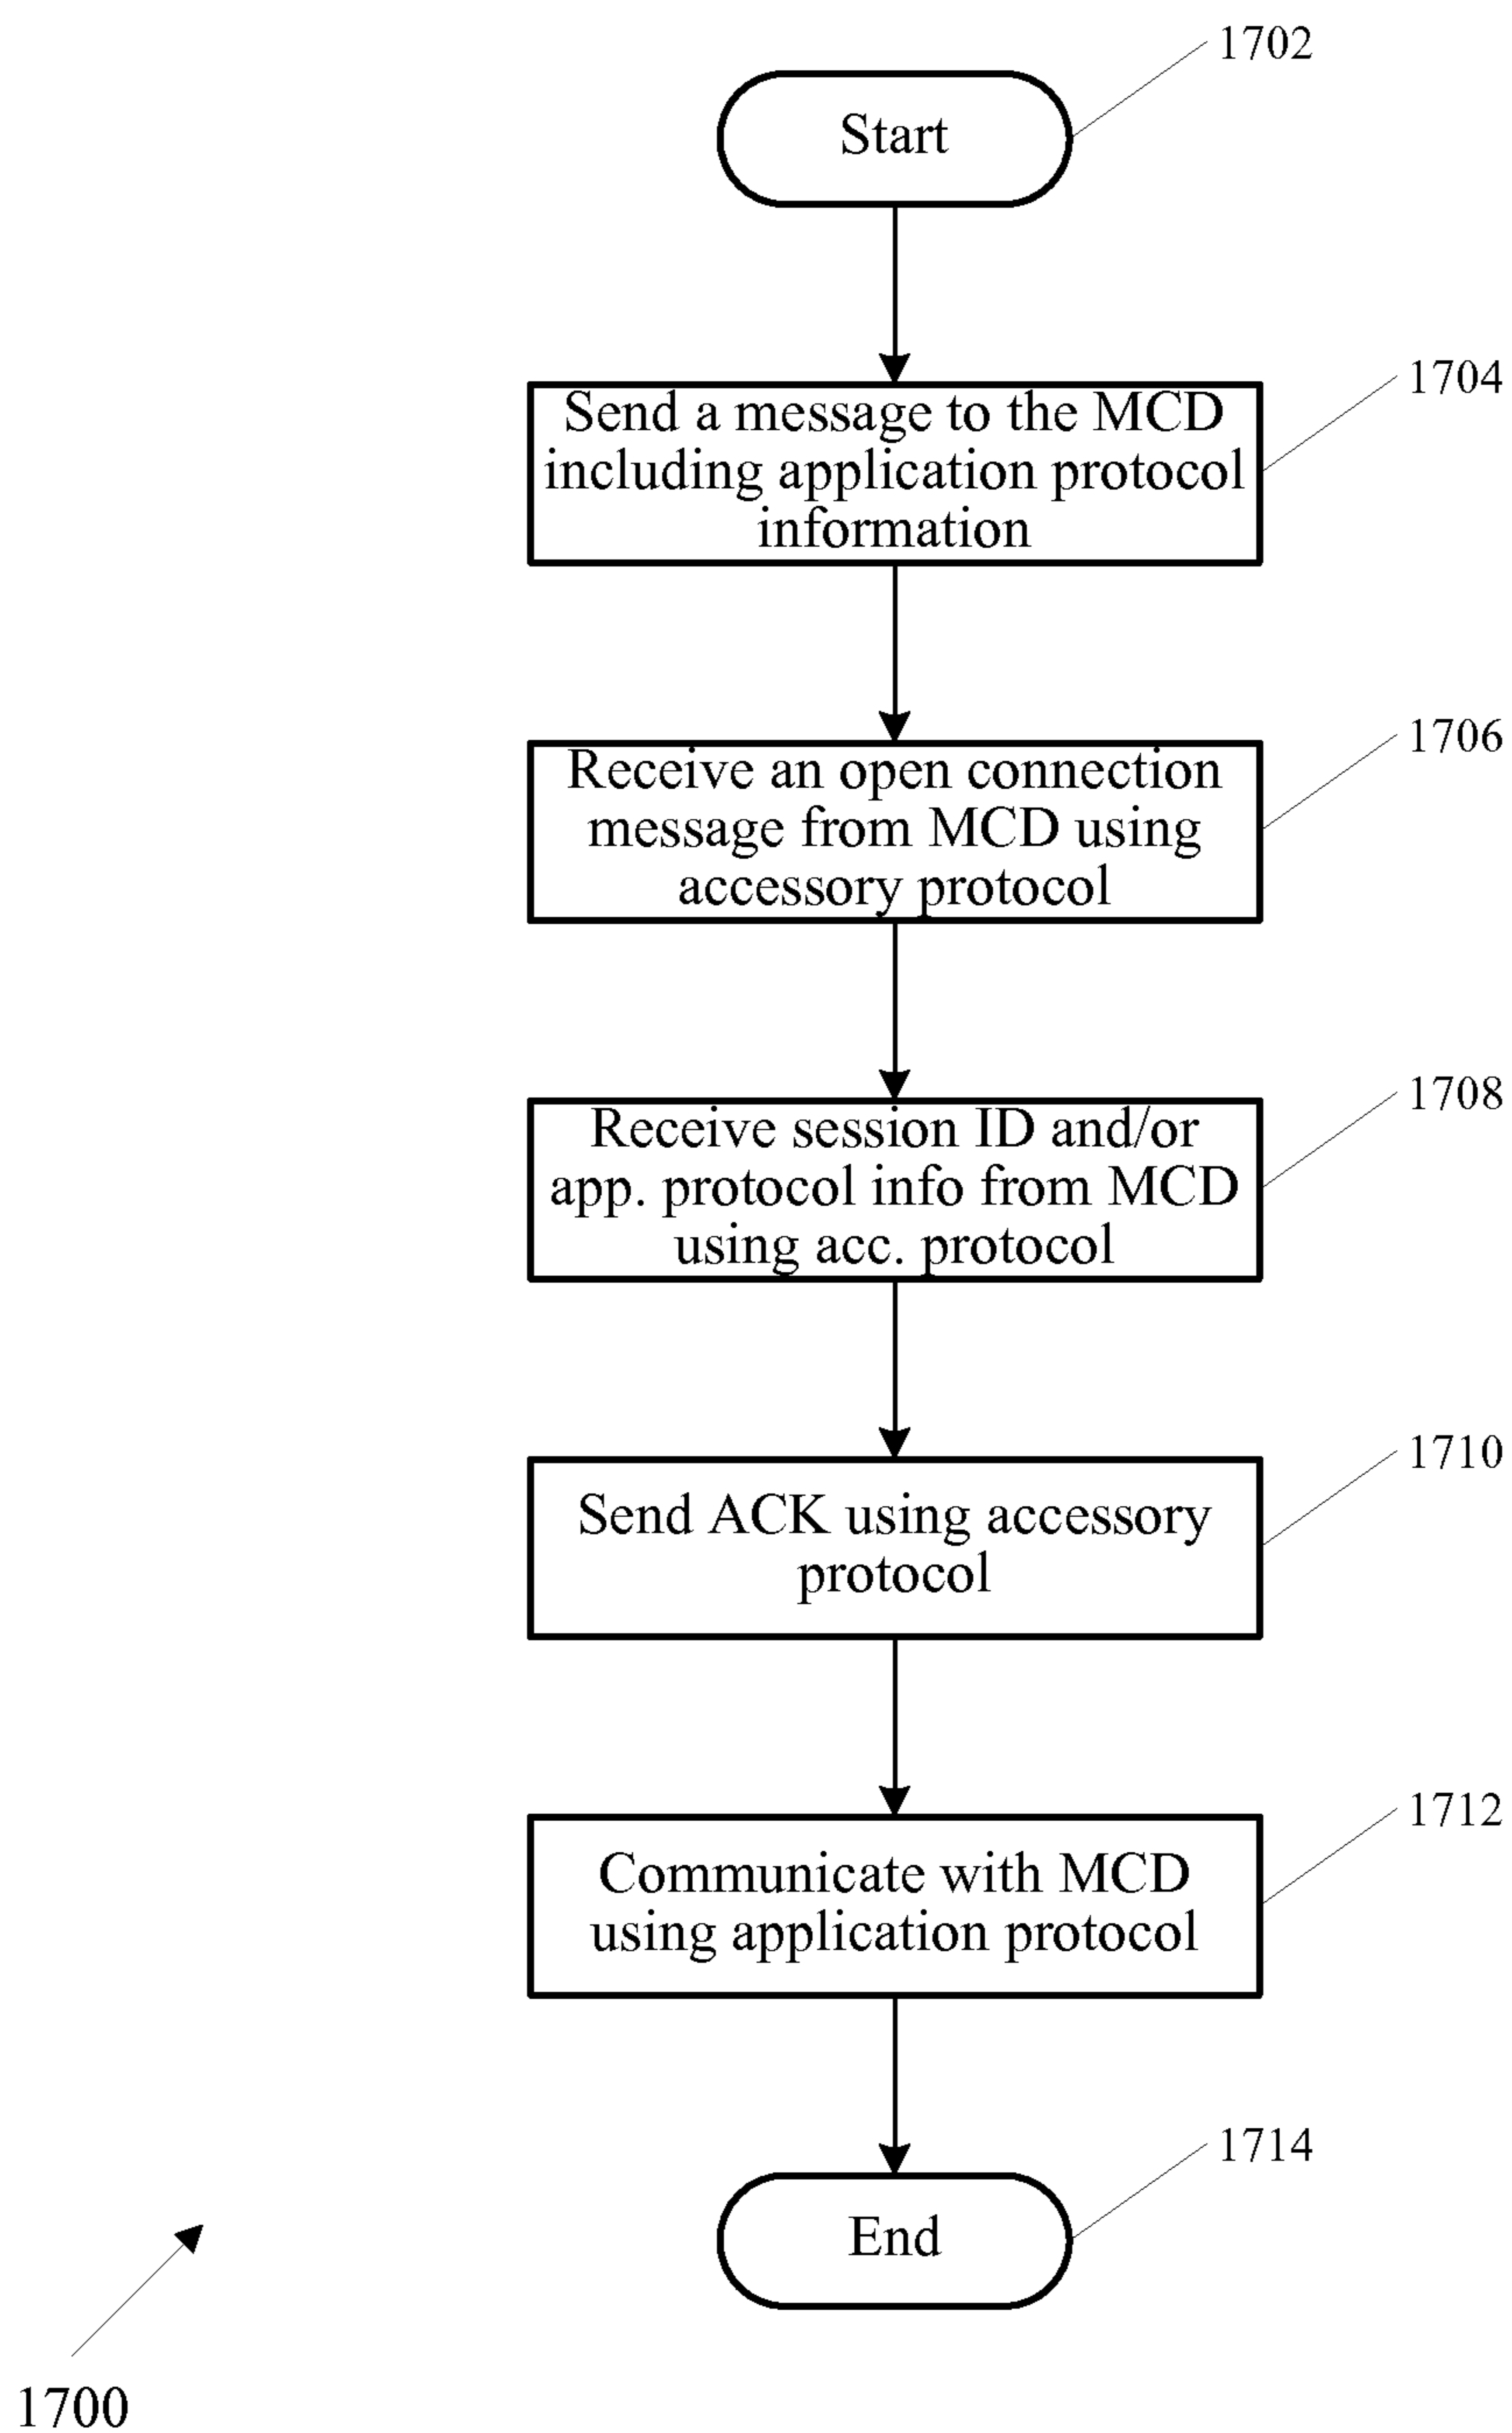 1702
Start
1704
Send a message to the MCD
including application protocol
information
1706
Receive an open connection
message from MCD using
accessory protocol
1708
Receive session ID and/or
app. protocol info from MCD
using acc. protocol
1710
Send ACK using accessory
protocol
1712
Communicate with MCD
using application protocol
1714
End
1700